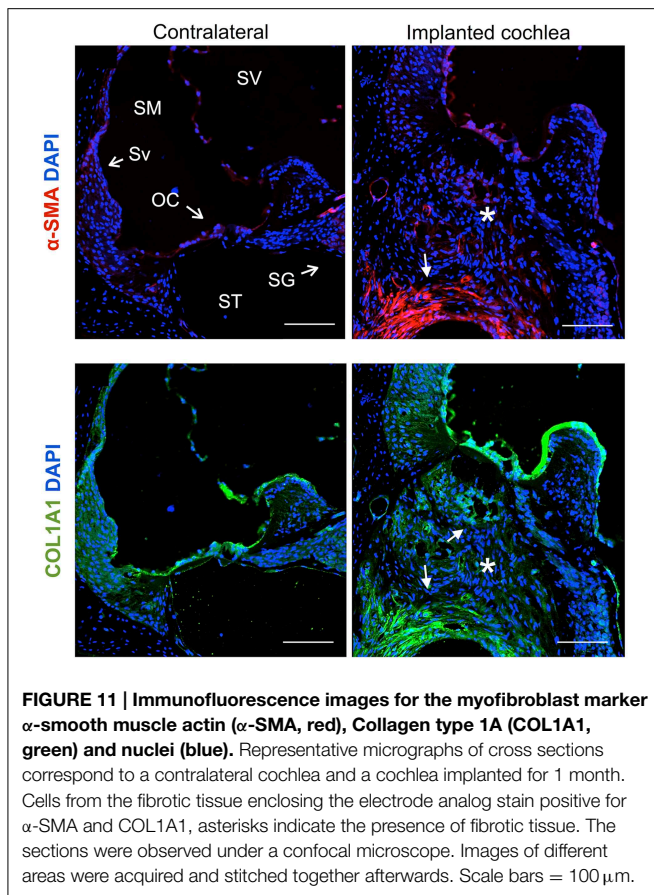 Contralateral
Implanted cochlea
α-SMA DAPI
SV
SM
Sv
OC
SG
ST
*
COL1A1 DAPI
*
FIGURE 11 | Immunofluorescence images for the myofibroblast marker
α-smooth muscle actin (α-SMA, red), Collagen type 1A (COL1A1,
green) and nuclei (blue). Representative micrographs of cross sections
correspond to a contralateral cochlea and a cochlea implanted for 1 month.
Cells from the fibrotic tissue enclosing the electrode analog stain positive for
α-SMA and COL1A1, asterisks indicate the presence of fibrotic tissue. The
sections were observed under a confocal microscope. Images of different
areas were acquired and stitched together afterwards. Scale bars = 100 μm.